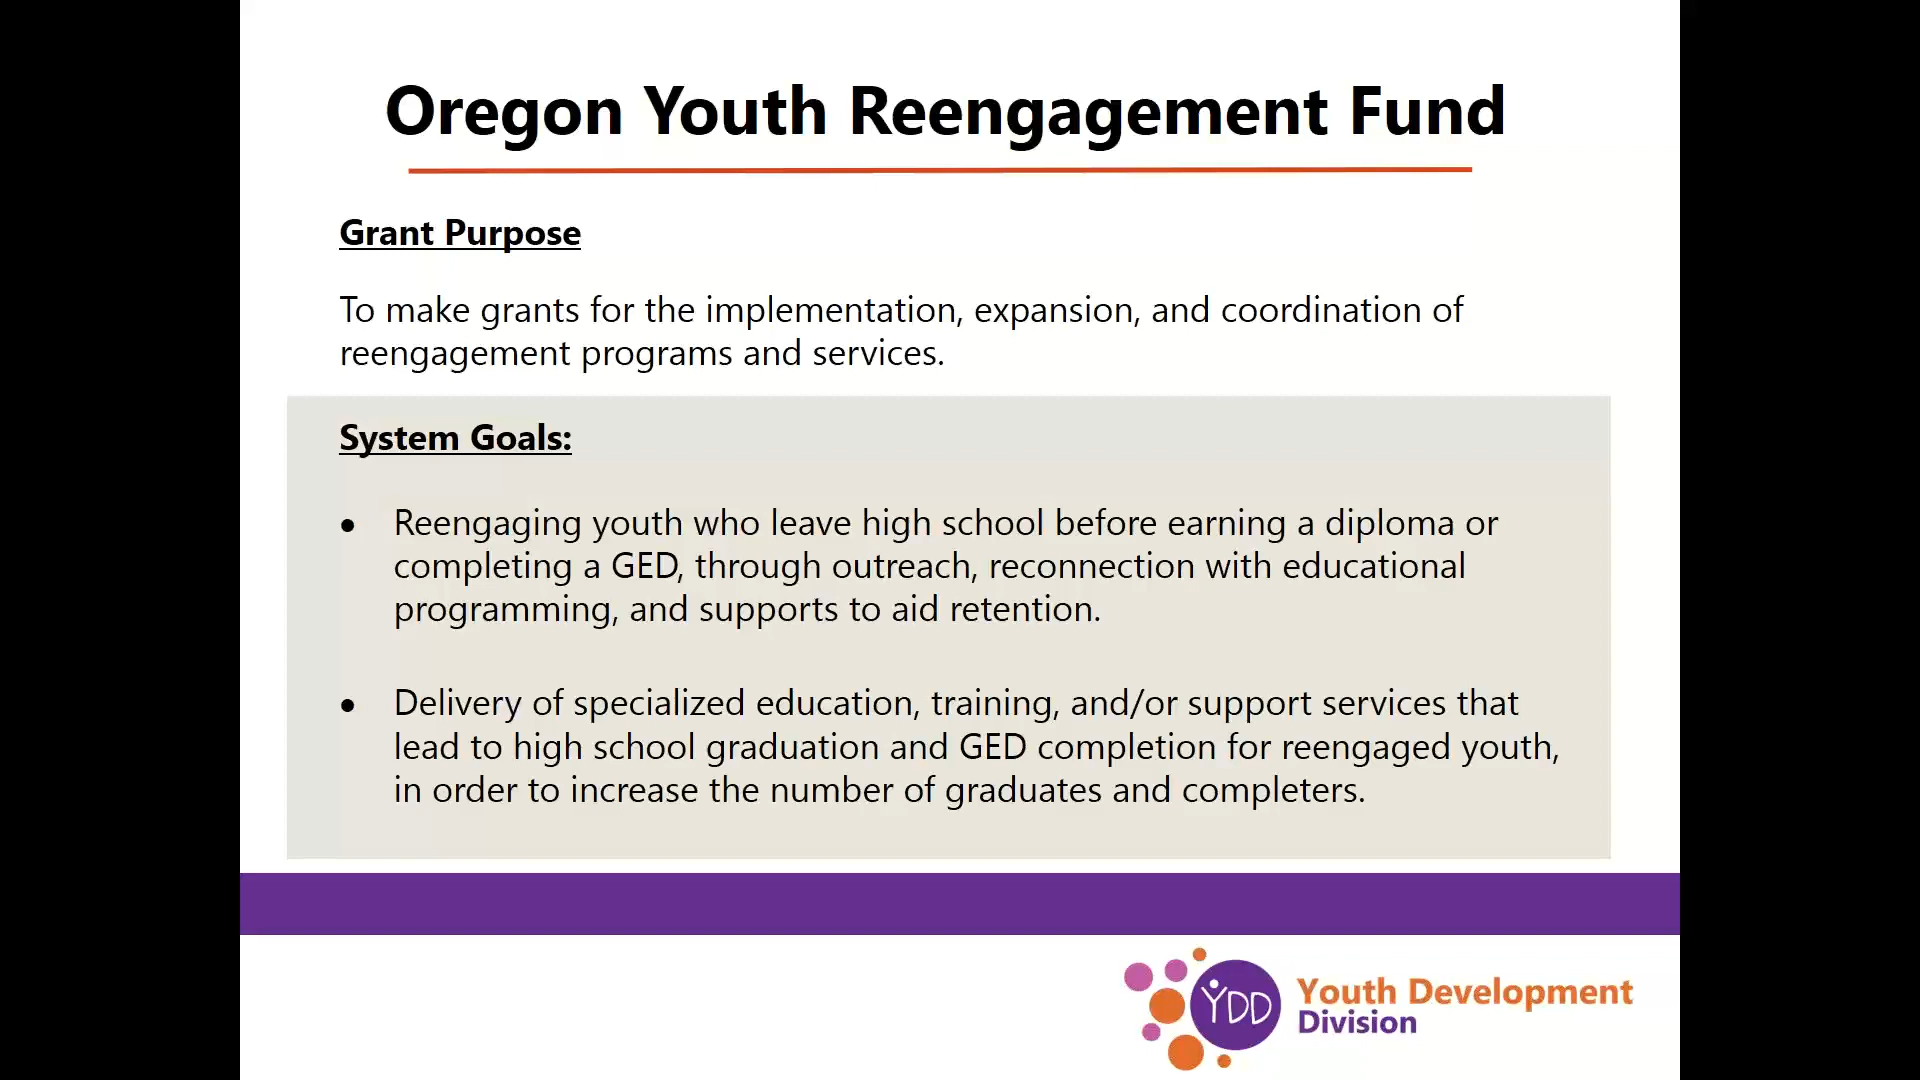 Oregon Youth Reengagement Fund
Grant Purpose
To make grants for the implementation, expansion, and coordination of
reengagement programs and services.
System Goals:
• Reengaging youth who leave high school before earning a diploma or
completing a GED, through outreach, reconnection with educational
programming, and supports to aid retention.
• Delivery of specialized education, training, and/or support services that
lead to high school graduation and GED completion for reengaged youth,
in order to increase the number of graduates and completers.
YDD
Youth Development
Division